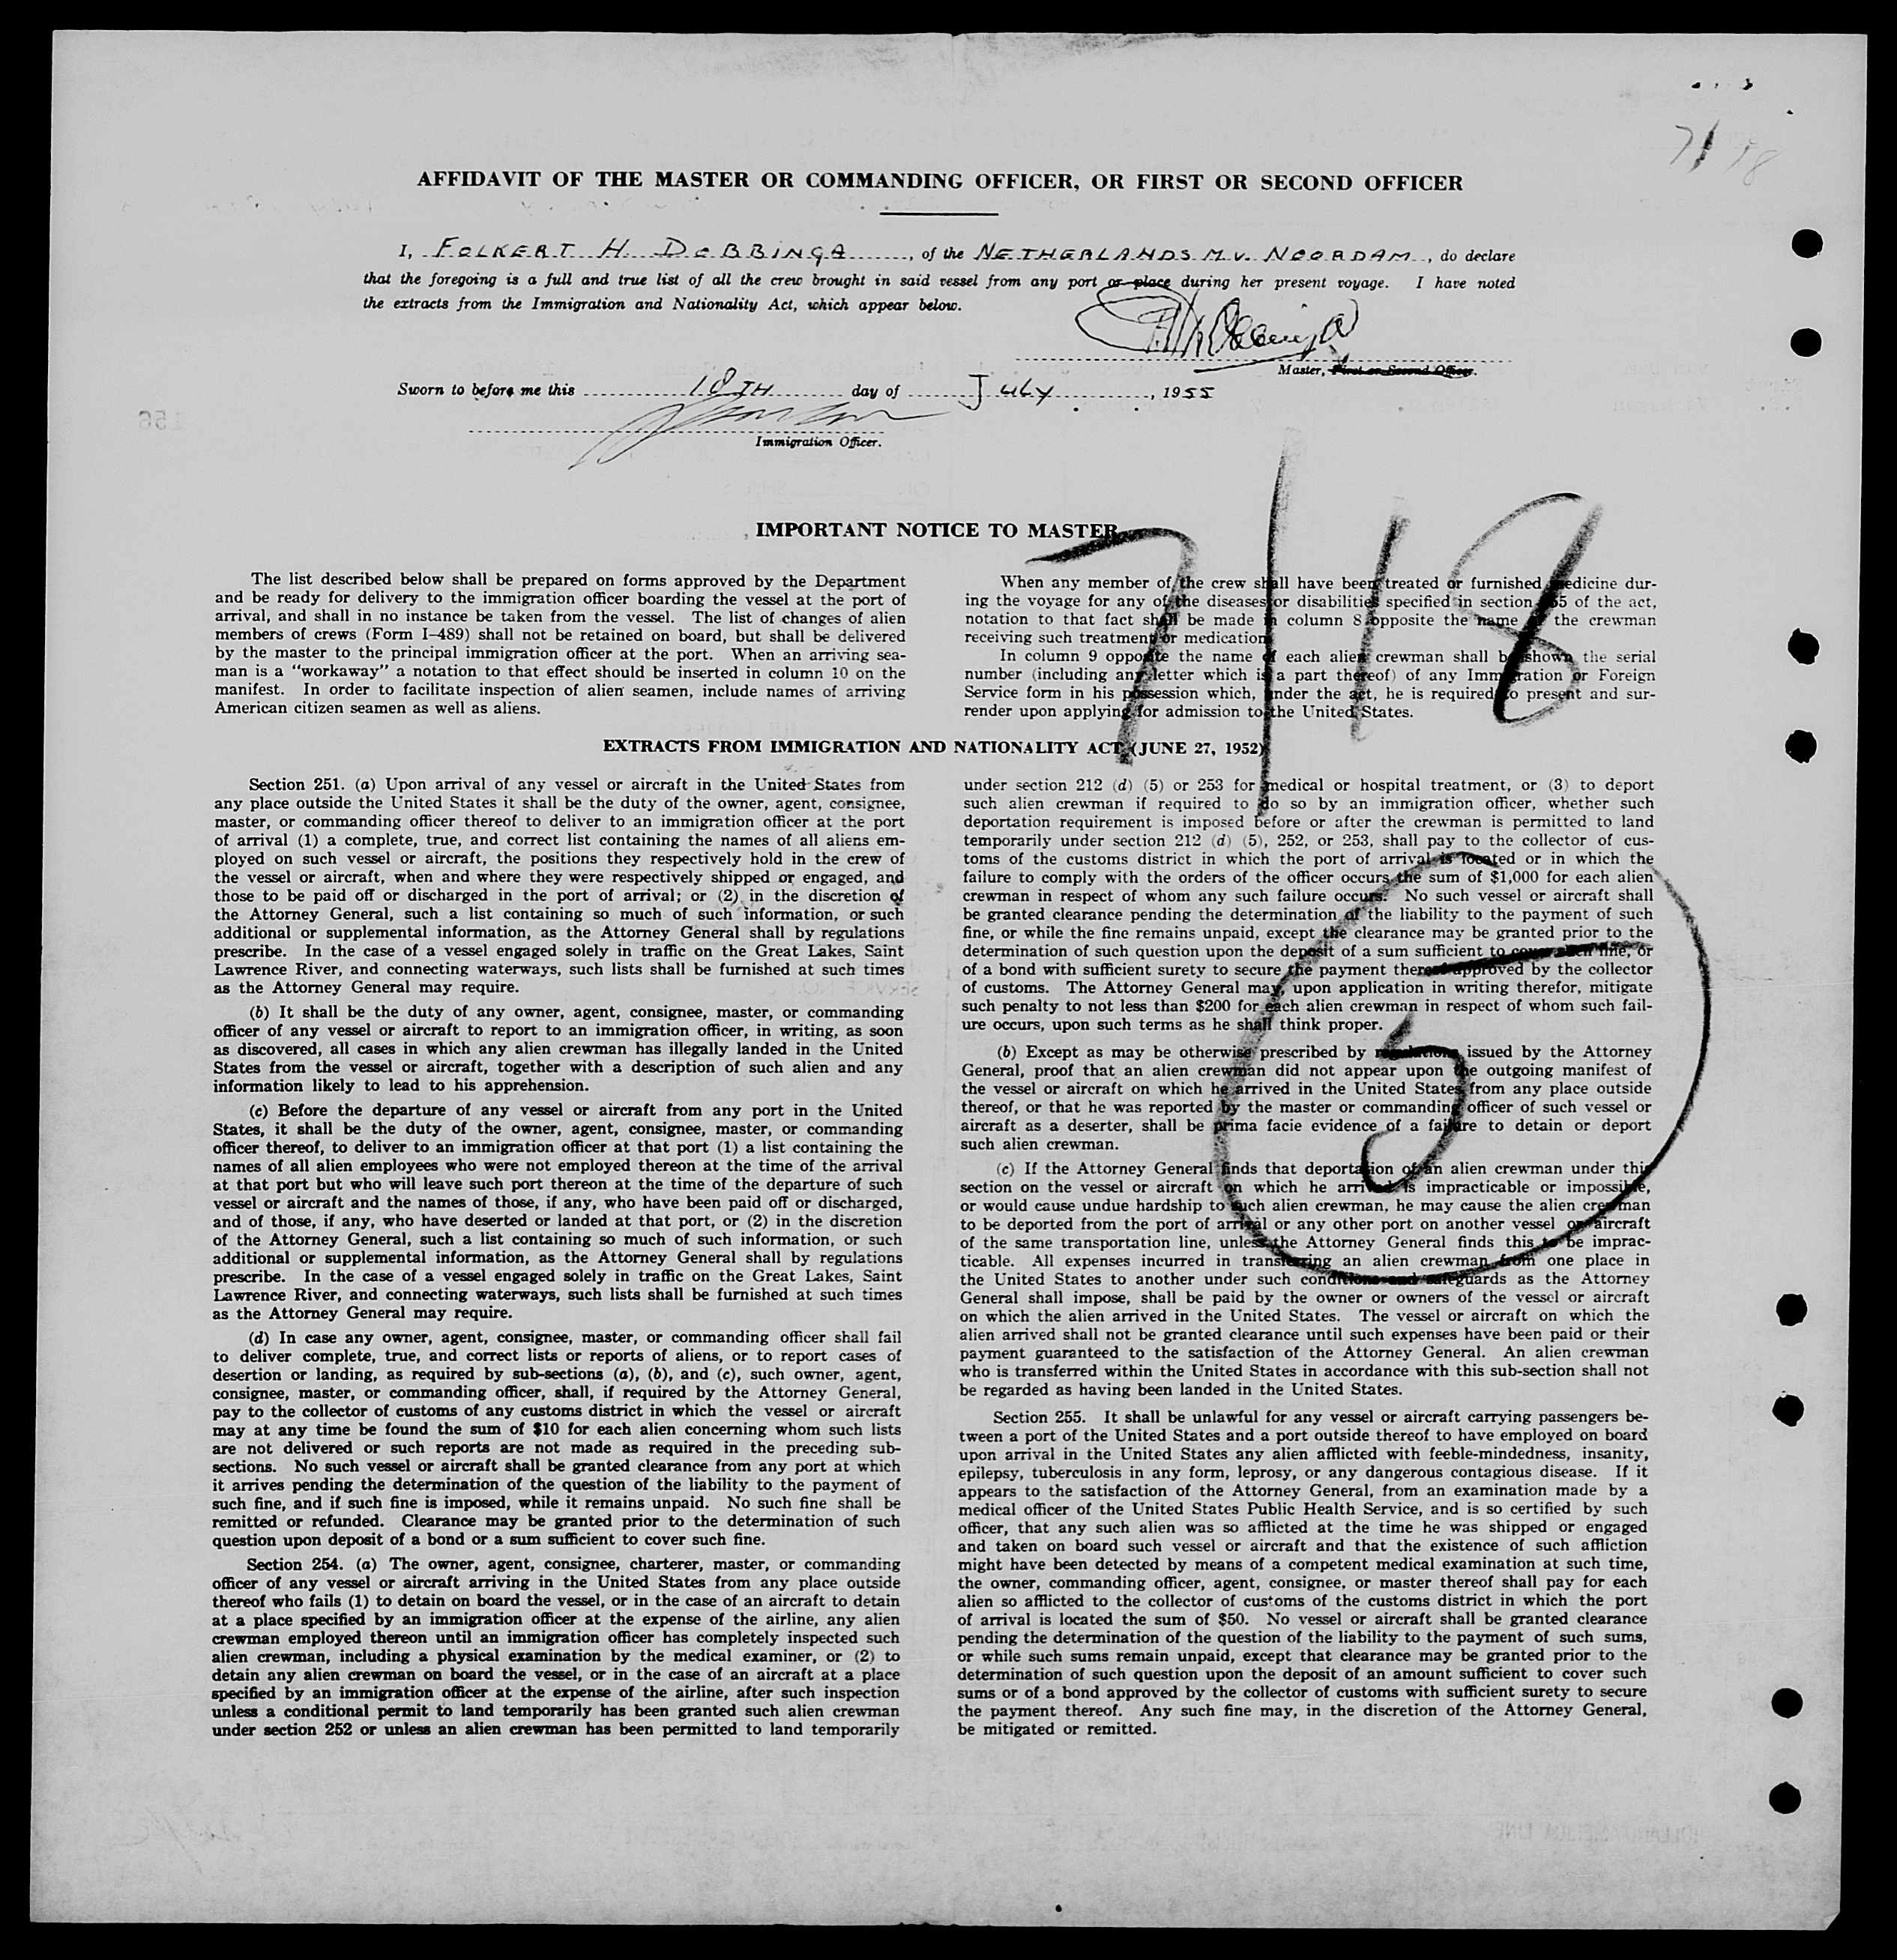 7/18
AFFIDAVIT OF THE MASTER OR COMMANDING OFFICER, OR FIRST OR SECOND OFFICER
I, FOLKERT H. DOBBINGA, of the NETHERLANDS M.V. NOORDAM, do declare
that the foregoing is a full and true list of all the crew brought in said vessel from any port or place during her present voyage. I have noted
the extracts from the Immigration and Nationality Act, which appear below.
Master, First or Second Officer.
Sworn to before me this 18TH day of JULY, 1955
Immigration Officer.
IMPORTANT NOTICE TO MASTER
The list described below shall be prepared on forms approved by the Department
and be ready for delivery to the immigration officer boarding the vessel at the port of
arrival, and shall in no instance be taken from the vessel. The list of changes of alien
members of crews (Form I–489) shall not be retained on board, but shall be delivered
by the master to the principal immigration officer at the port. When an arriving sea-
man is a "workaway" a notation to that effect should be inserted in column 10 on the
manifest. In order to facilitate inspection of alien seamen, include names of arriving
American citizen seamen as well as aliens.
When any member of the crew shall have been treated or furnished medicine dur-
ing the voyage for any of the diseases or disabilities specified in section 255 of the act,
notation to that fact shall be made in column 8 opposite the name of the crewman
receiving such treatment or medication.
In column 9 opposite the name of each alien crewman shall be shown the serial
number (including any letter which is a part thereof) of any Immigration or Foreign
Service form in his possession which, under the act, he is required to present and sur-
render upon applying for admission to the United States.
7/18
EXTRACTS FROM IMMIGRATION AND NATIONALITY ACT (JUNE 27, 1952)
Section 251. (a) Upon arrival of any vessel or aircraft in the United States from
any place outside the United States it shall be the duty of the owner, agent, consignee,
master, or commanding officer thereof to deliver to an immigration officer at the port
of arrival (1) a complete, true, and correct list containing the names of all aliens em-
ployed on such vessel or aircraft, the positions they respectively hold in the crew of
the vessel or aircraft, when and where they were respectively shipped or engaged, and
those to be paid off or discharged in the port of arrival; or (2) in the discretion of
the Attorney General, such a list containing so much of such information, or such
additional or supplemental information, as the Attorney General shall by regulations
prescribe. In the case of a vessel engaged solely in traffic on the Great Lakes, Saint
Lawrence River, and connecting waterways, such lists shall be furnished at such times
as the Attorney General may require.
(b) It shall be the duty of any owner, agent, consignee, master, or commanding
officer of any vessel or aircraft to report to an immigration officer, in writing, as soon
as discovered, all cases in which any alien crewman has illegally landed in the United
States from the vessel or aircraft, together with a description of such alien and any
information likely to lead to his apprehension.
(c) Before the departure of any vessel or aircraft from any port in the United
States, it shall be the duty of the owner, agent, consignee, master, or commanding
officer thereof, to deliver to an immigration officer at that port (1) a list containing the
names of all alien employees who were not employed thereon at the time of the arrival
at that port but who will leave such port thereon at the time of the departure of such
vessel or aircraft and the names of those, if any, who have been paid off or discharged,
and of those, if any, who have deserted or landed at that port, or (2) in the discretion
of the Attorney General, such a list containing so much of such information, or such
additional or supplemental information, as the Attorney General shall by regulations
prescribe. In the case of a vessel engaged solely in traffic on the Great Lakes, Saint
Lawrence River, and connecting waterways, such lists shall be furnished at such times
as the Attorney General may require.
(d) In case any owner, agent, consignee, master, or commanding officer shall fail
to deliver complete, true, and correct lists or reports of aliens, or to report cases of
desertion or landing, as required by sub-sections (a), (b), and (c), such owner, agent,
consignee, master, or commanding officer, shall, if required by the Attorney General,
pay to the collector of customs of any customs district in which the vessel or aircraft
may at any time be found the sum of $10 for each alien concerning whom such lists
are not delivered or such reports are not made as required in the preceding sub-
sections. No such vessel or aircraft shall be granted clearance from any port at which
it arrives pending the determination of the question of the liability to the payment of
such fine, and if such fine is imposed, while it remains unpaid. No such fine shall be
remitted or refunded. Clearance may be granted prior to the determination of such
question upon deposit of a bond or a sum sufficient to cover such fine.
Section 254. (a) The owner, agent, consignee, charterer, master, or commanding
officer of any vessel or aircraft arriving in the United States from any place outside
thereof who fails (1) to detain on board the vessel, or in the case of an aircraft to detain
at a place specified by an immigration officer at the expense of the airline, any alien
crewman employed thereon until an immigration officer has completely inspected such
alien crewman, including a physical examination by the medical examiner, or (2) to
detain any alien crewman on board the vessel, or in the case of an aircraft at a place
specified by an immigration officer at the expense of the airline, after such inspection
unless a conditional permit to land temporarily has been granted such alien crewman
under section 252 or unless an alien crewman has been permitted to land temporarily
under section 212 (d) (5) or 253 for medical or hospital treatment, or (3) to deport
such alien crewman if required to do so by an immigration officer, whether such
deportation requirement is imposed before or after the crewman is permitted to land
temporarily under section 212 (d) (5), 252, or 253, shall pay to the collector of cus-
toms of the customs district in which the port of arrival is located or in which the
failure to comply with the orders of the officer occurs the sum of $1,000 for each alien
crewman in respect of whom any such failure occurs. No such vessel or aircraft shall
be granted clearance pending the determination of the liability to the payment of such
fine, or while the fine remains unpaid, except the clearance may be granted prior to the
determination of such question upon the deposit of a sum sufficient to cover such fine, or
of a bond with sufficient surety to secure the payment thereof approved by the collector
of customs. The Attorney General may, upon application in writing therefor, mitigate
such penalty to not less than $200 for each alien crewman in respect of whom such fail-
ure occurs, upon such terms as he shall think proper.
(b) Except as may be otherwise prescribed by regulations issued by the Attorney
General, proof that an alien crewman did not appear upon the outgoing manifest of
the vessel or aircraft on which he arrived in the United States from any place outside
thereof, or that he was reported by the master or commanding officer of such vessel or
aircraft as a deserter, shall be prima facie evidence of a failure to detain or deport
such alien crewman.
(c) If the Attorney General finds that deportation of an alien crewman under this
section on the vessel or aircraft on which he arrived is impracticable or impossible,
or would cause undue hardship to such alien crewman, he may cause the alien crewman
to be deported from the port of arrival or any other port on another vessel or aircraft
of the same transportation line, unless the Attorney General finds this to be imprac-
ticable. All expenses incurred in transferring an alien crewman from one place in
the United States to another under such conditions and safeguards as the Attorney
General shall impose, shall be paid by the owner or owners of the vessel or aircraft
on which the alien arrived in the United States. The vessel or aircraft on which the
alien arrived shall not be granted clearance until such expenses have been paid or their
payment guaranteed to the satisfaction of the Attorney General. An alien crewman
who is transferred within the United States in accordance with this sub-section shall not
be regarded as having been landed in the United States.
Section 255. It shall be unlawful for any vessel or aircraft carrying passengers be-
tween a port of the United States and a port outside thereof to have employed on board
upon arrival in the United States any alien afflicted with feeble-mindedness, insanity,
epilepsy, tuberculosis in any form, leprosy, or any dangerous contagious disease. If it
appears to the satisfaction of the Attorney General, from an examination made by a
medical officer of the United States Public Health Service, and is so certified by such
officer, that any such alien was so afflicted at the time he was shipped or engaged
and taken on board such vessel or aircraft and that the existence of such affliction
might have been detected by means of a competent medical examination at such time,
the owner, commanding officer, agent, consignee, or master thereof shall pay for each
alien so afflicted to the collector of customs of the customs district in which the port
of arrival is located the sum of $50. No vessel or aircraft shall be granted clearance
pending the determination of the question of the liability to the payment of such sums,
or while such sums remain unpaid, except that clearance may be granted prior to the
determination of such question upon the deposit of an amount sufficient to cover such
sums or of a bond approved by the collector of customs with sufficient surety to secure
the payment thereof. Any such fine may, in the discretion of the Attorney General,
be mitigated or remitted.
5